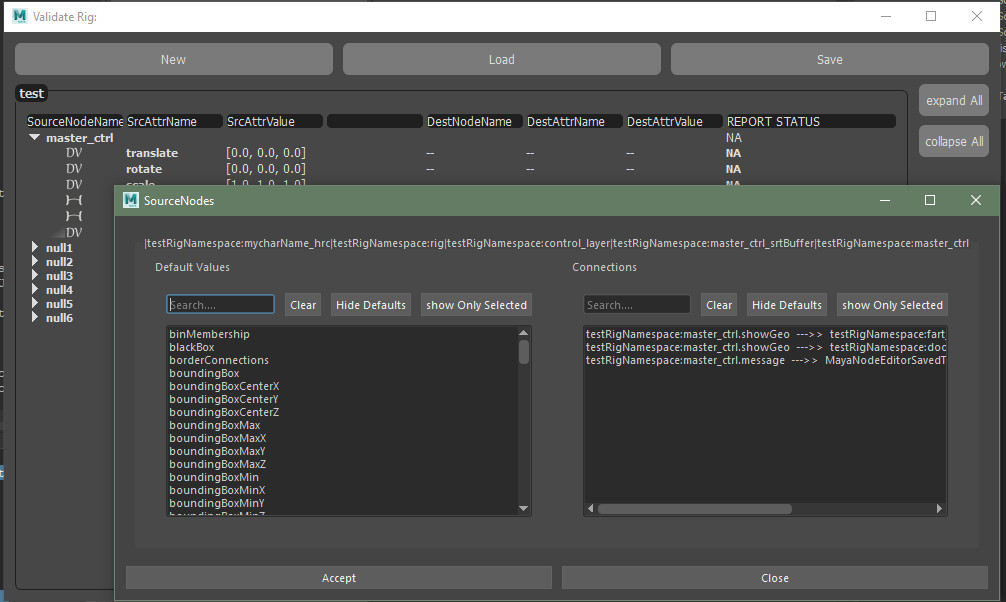 Validate Rig:
New Load Save
test
expand All
collapse All
SourceNodeName SrcAttrName SrcAttrValue DestNodeName DestAttrName DestAttrValue REPORT STATUS
master_ctrl NA
DV translate [0.0, 0.0, 0.0] -- -- -- NA
DV rotate [0.0, 0.0, 0.0] -- -- -- NA
DV scale [1.0, 1.0, 1.0] NA
DV
null1
null2
null3
null4
null5
null6
SourceNodes
|testRigNamespace:mycharName_hrc|testRigNamespace:rig|testRigNamespace:control_layer|testRigNamespace:master_ctrl_srtBuffer|testRigNamespace:master_ctrl
Default Values
Search....
Clear
Hide Defaults
show Only Selected
binMembership
blackBox
borderConnections
boundingBox
boundingBoxCenterX
boundingBoxCenterY
boundingBoxCenterZ
boundingBoxMax
boundingBoxMaxX
boundingBoxMaxY
boundingBoxMaxZ
boundingBoxMin
boundingBoxMinX
boundingBoxMinY
boundingBoxMinZ
Connections
Search....
Clear
Hide Defaults
show Only Selected
testRigNamespace:master_ctrl.showGeo --->> testRigNamespace:fart_
testRigNamespace:master_ctrl.showGeo --->> testRigNamespace:doc
testRigNamespace:master_ctrl.message --->> MayaNodeEditorSavedT
Accept
Close